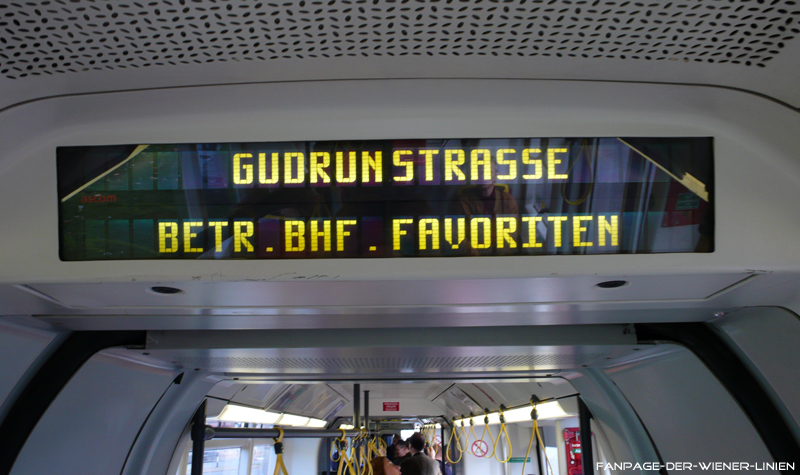 GUDRUNSTRASSE
BETR.BHF.FAVORITEN
FANPAGE-DER-WIENER-LINIEN